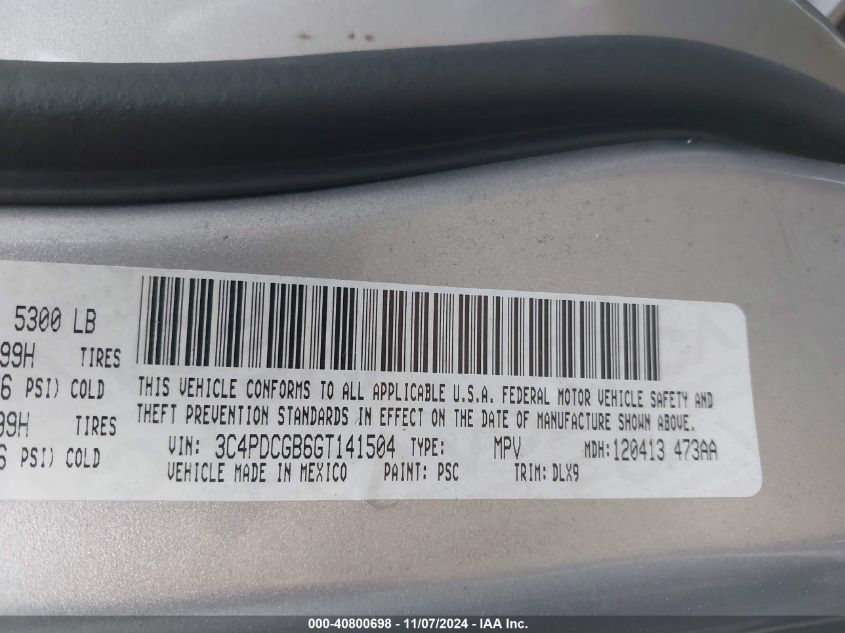 5300 LB
99H TIRES
6 PSI) COLD
99H TIRES
6 PSI) COLD
THIS VEHICLE CONFORMS TO ALL APPLICABLE U.S.A. FEDERAL MOTOR VEHICLE SAFETY AND
THEFT PREVENTION STANDARDS IN EFFECT ON THE DATE OF MANUFACTURE SHOWN ABOVE.
VIN: 3C4PDCGB6GT141504 TYPE: MPV MDH: 120413 473AA
VEHICLE MADE IN MEXICO PAINT: PSC TRIM: DLX9
000-40800698 - 11/07/2024 - IAA Inc.